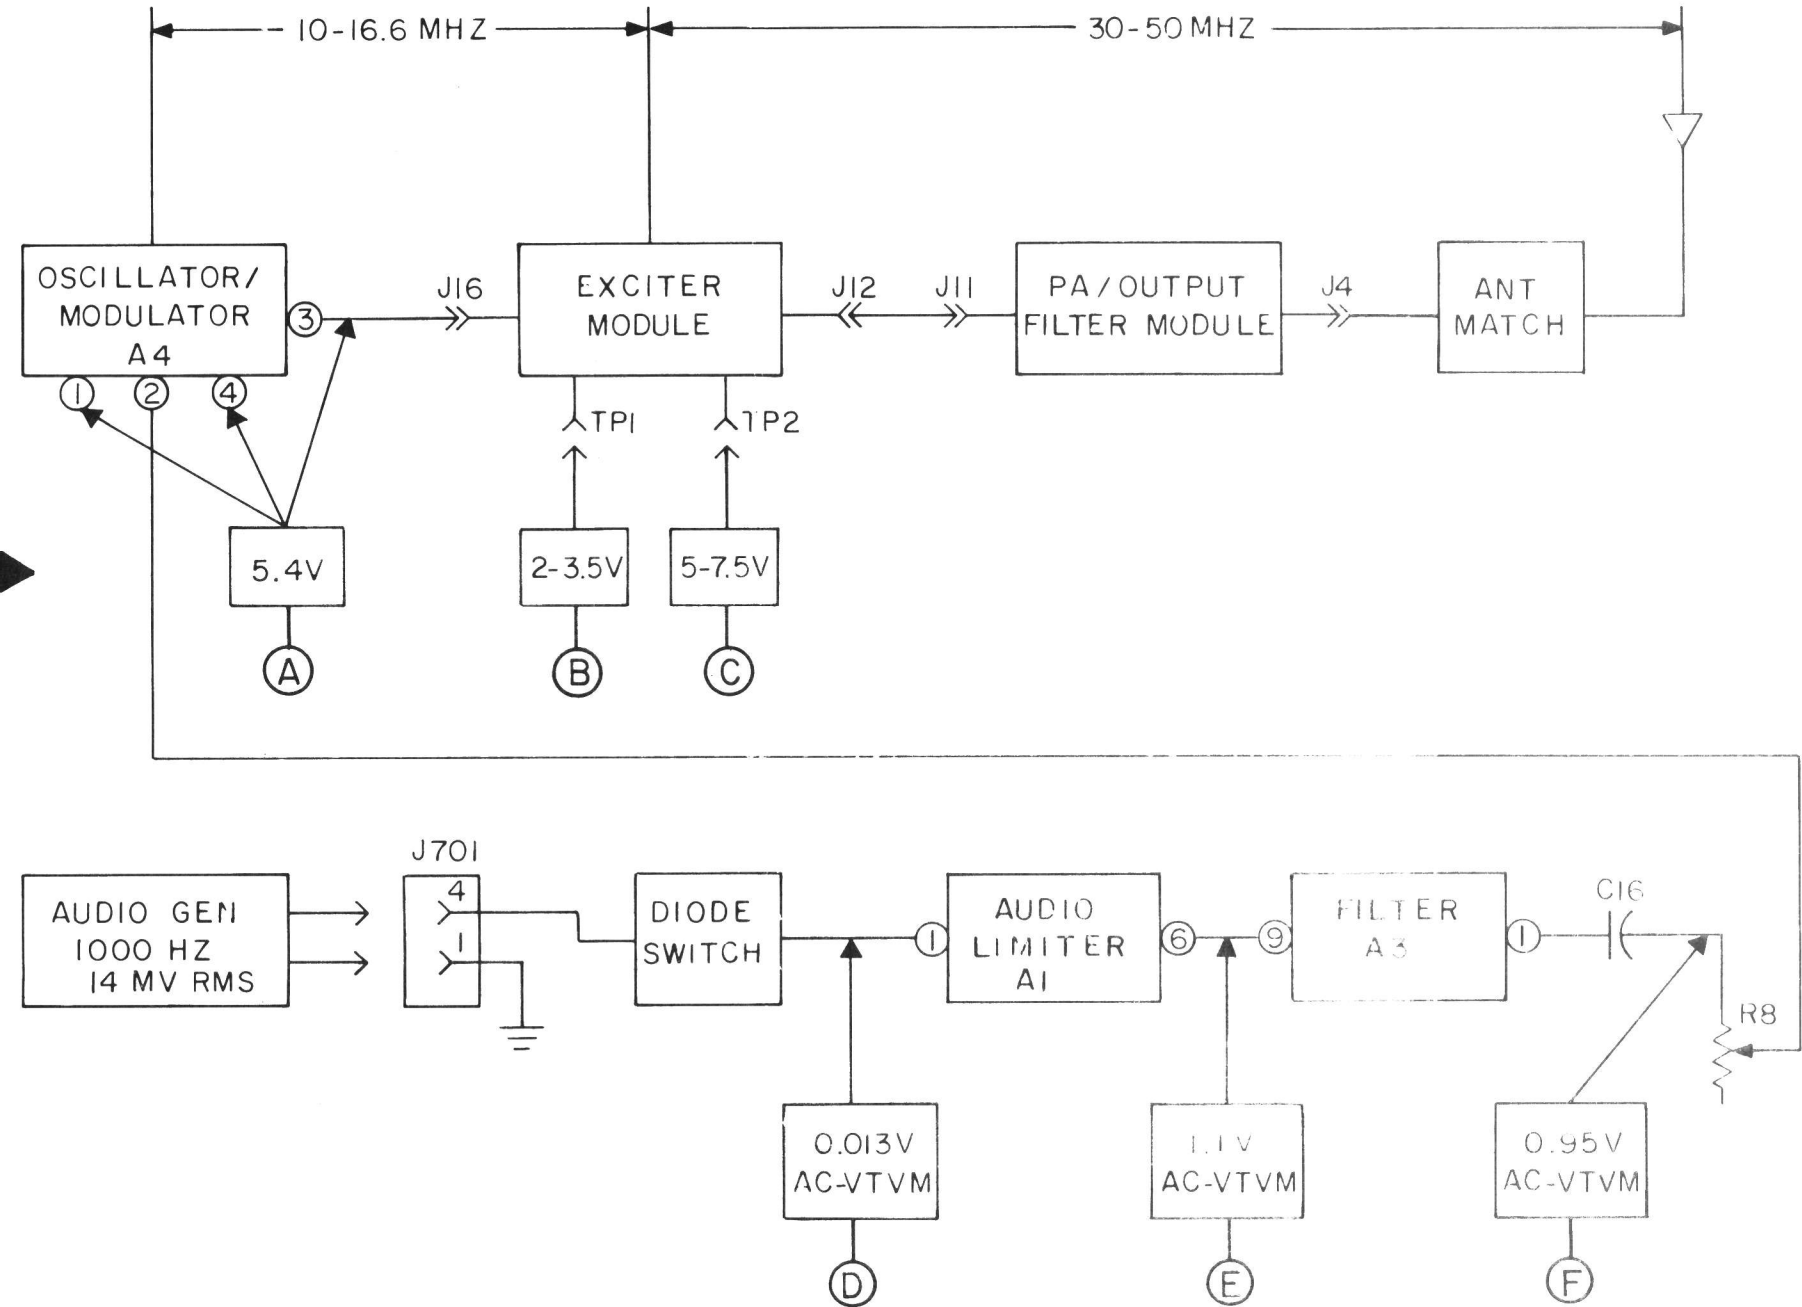 10-16.6 MHZ
30-50 MHZ
OSCILLATOR/
MODULATOR
A4
3
1
2
4
J16
EXCITER
MODULE
J12
J11
PA/OUTPUT
FILTER MODULE
J4
ANT
MATCH
TP1
TP2
5.4V
2-3.5V
5-7.5V
A
B
C
AUDIO GEN
1000 HZ
14 MV RMS
J701
4
1
DIODE
SWITCH
1
AUDIO
LIMITER
A1
6
9
FILTER
A3
1
C16
R8
0.013V
AC-VTVM
1.1V
AC-VTVM
0.95V
AC-VTVM
D
E
F